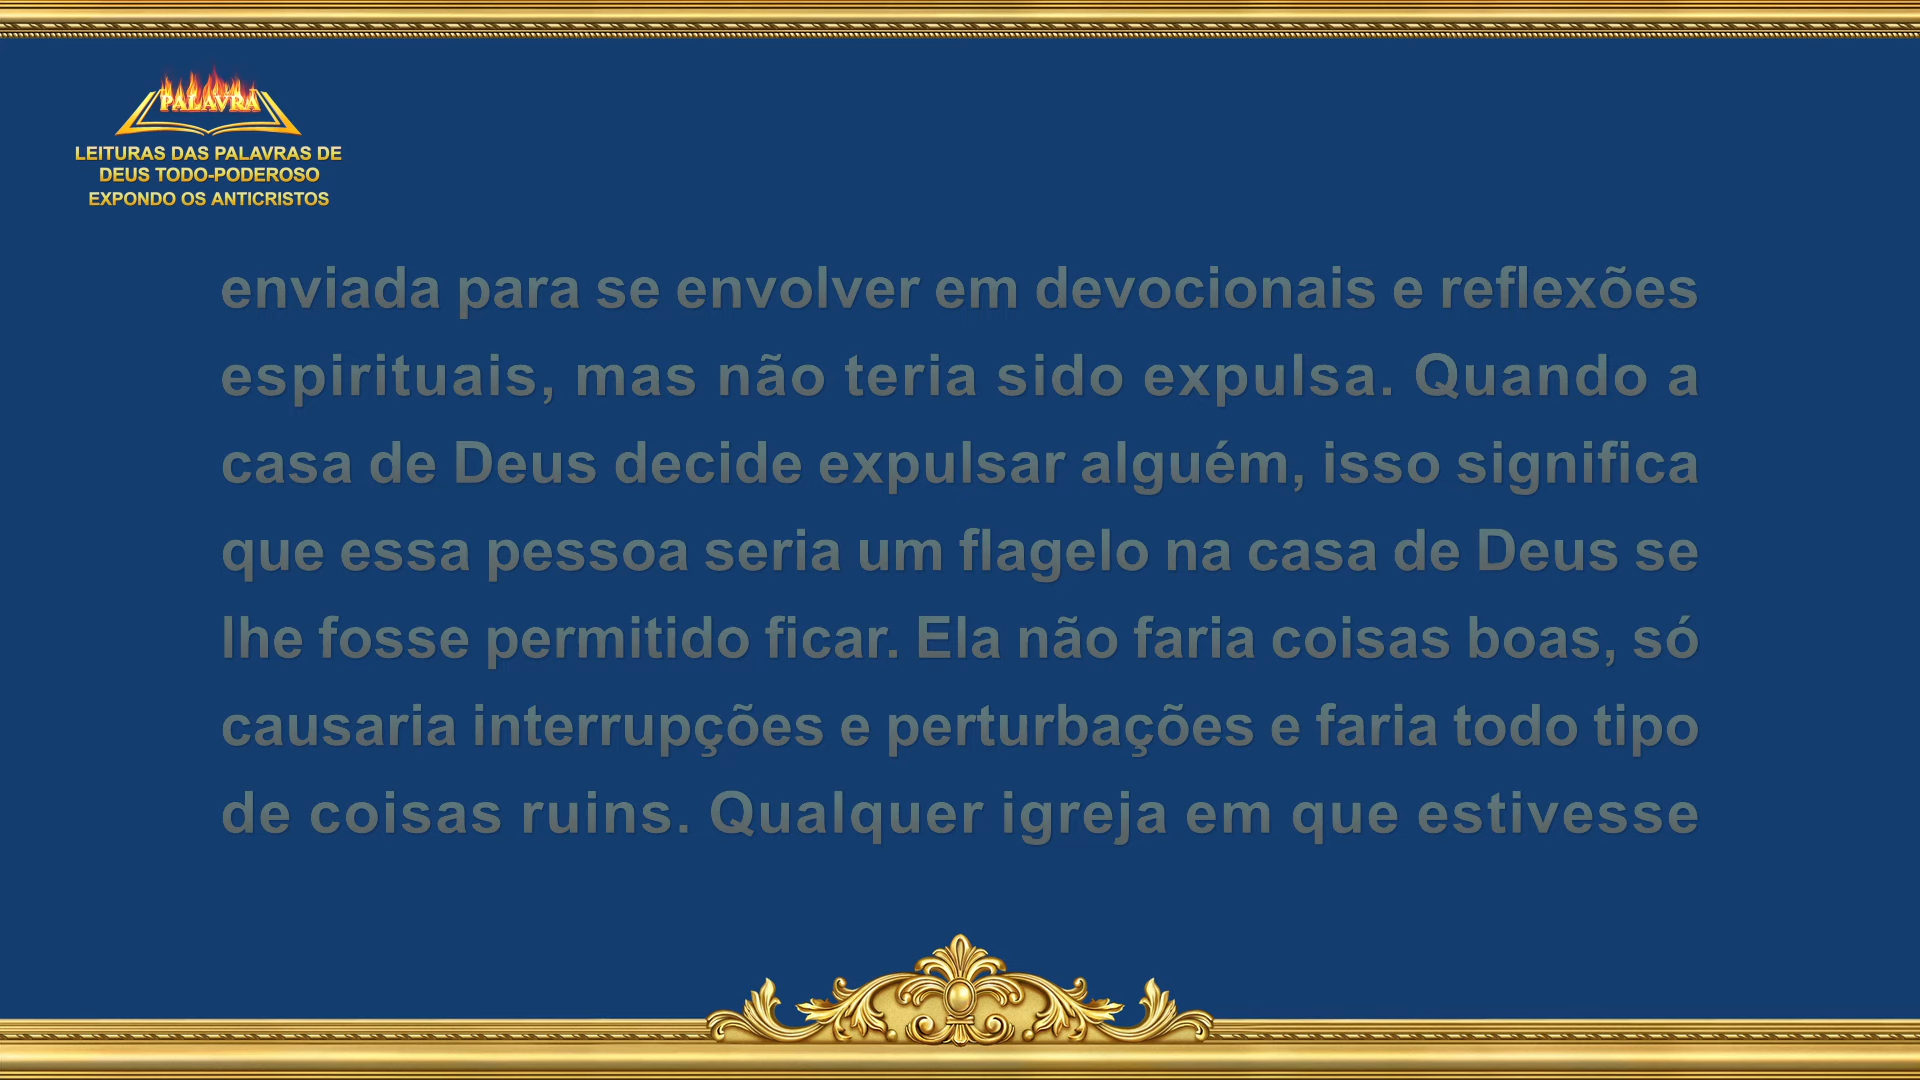 PALAVRA
LEITURAS DAS PALAVRAS DE
DEUS TODO-PODEROSO
EXPONDO OS ANTICRISTOS
enviada para se envolver em devocionais e reflexões
espirituais, mas não teria sido expulsa. Quando a
casa de Deus decide expulsar alguém, isso significa
que essa pessoa seria um flagelo na casa de Deus se
lhe fosse permitido ficar. Ela não faria coisas boas, só
causaria interrupções e perturbações e faria todo tipo
de coisas ruins. Qualquer igreja em que estivesse